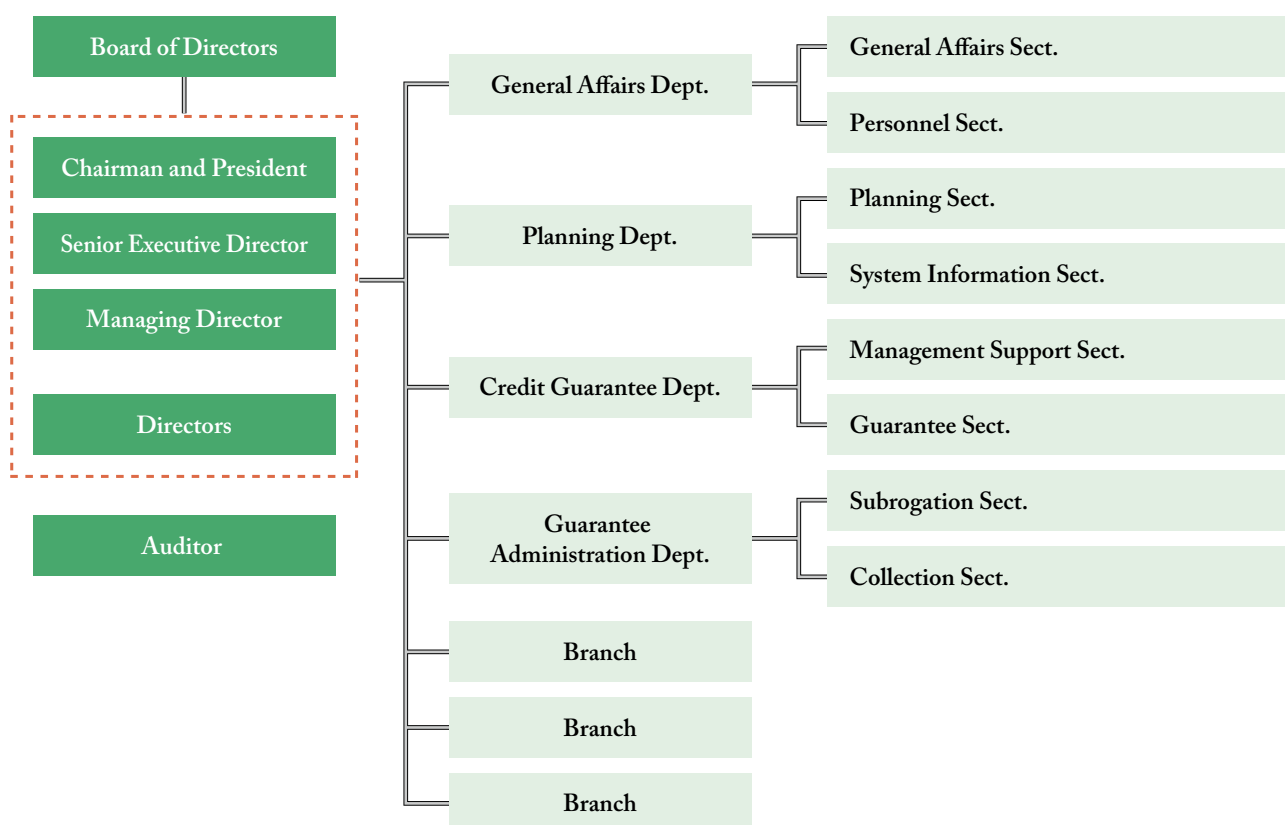 Board of Directors
Chairman and President
Senior Executive Director
Managing Director
Directors
Auditor
General Affairs Dept.
General Affairs Sect.
Personnel Sect.
Planning Dept.
Planning Sect.
System Information Sect.
Credit Guarantee Dept.
Management Support Sect.
Guarantee Sect.
Guarantee
Administration Dept.
Subrogation Sect.
Collection Sect.
Branch
Branch
Branch